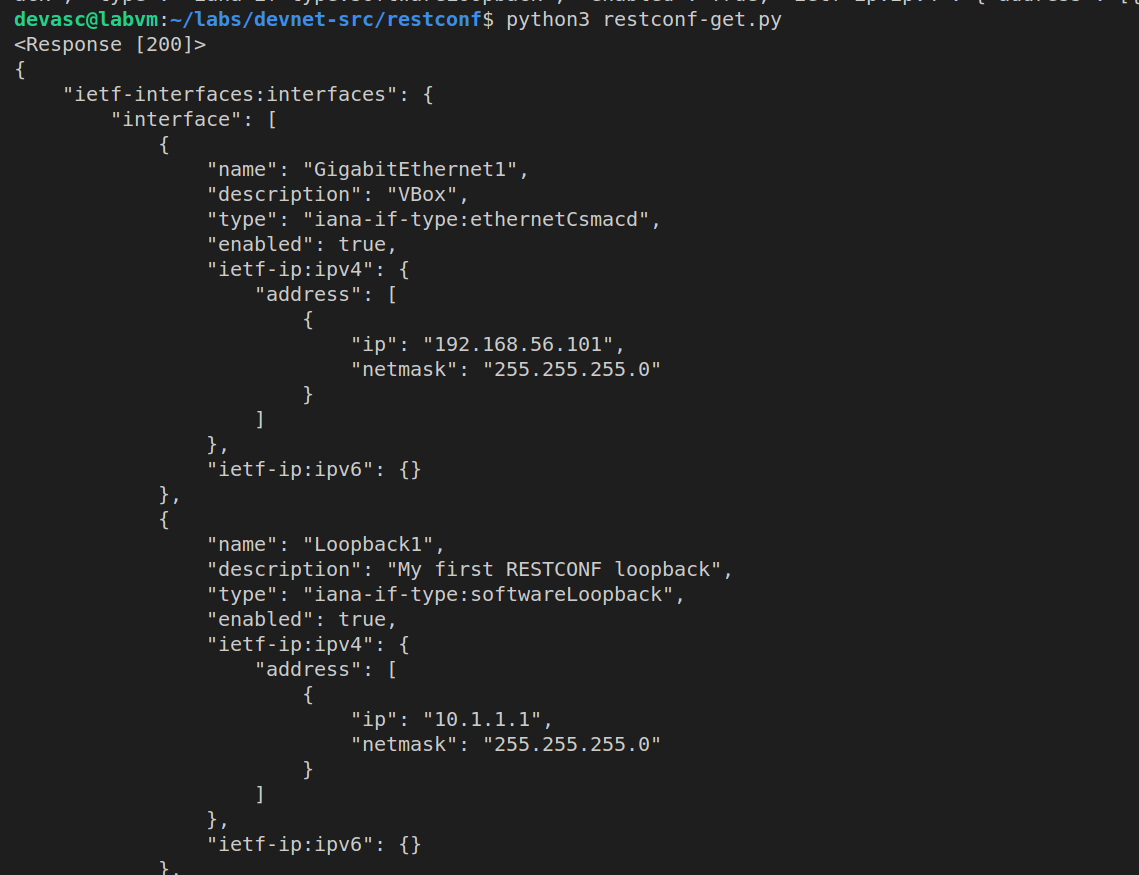 devasc@labvm:~/labs/devnet-src/restconf$ python3 restconf-get.py
<Response [200]>
{
    "ietf-interfaces:interfaces": {
        "interface": [
            {
                "name": "GigabitEthernet1",
                "description": "VBox",
                "type": "iana-if-type:ethernetCsmacd",
                "enabled": true,
                "ietf-ip:ipv4": {
                    "address": [
                        {
                            "ip": "192.168.56.101",
                            "netmask": "255.255.255.0"
                        }
                    ]
                },
                "ietf-ip:ipv6": {}
            },
            {
                "name": "Loopback1",
                "description": "My first RESTCONF loopback",
                "type": "iana-if-type:softwareLoopback",
                "enabled": true,
                "ietf-ip:ipv4": {
                    "address": [
                        {
                            "ip": "10.1.1.1",
                            "netmask": "255.255.255.0"
                        }
                    ]
                },
                "ietf-ip:ipv6": {}
            },